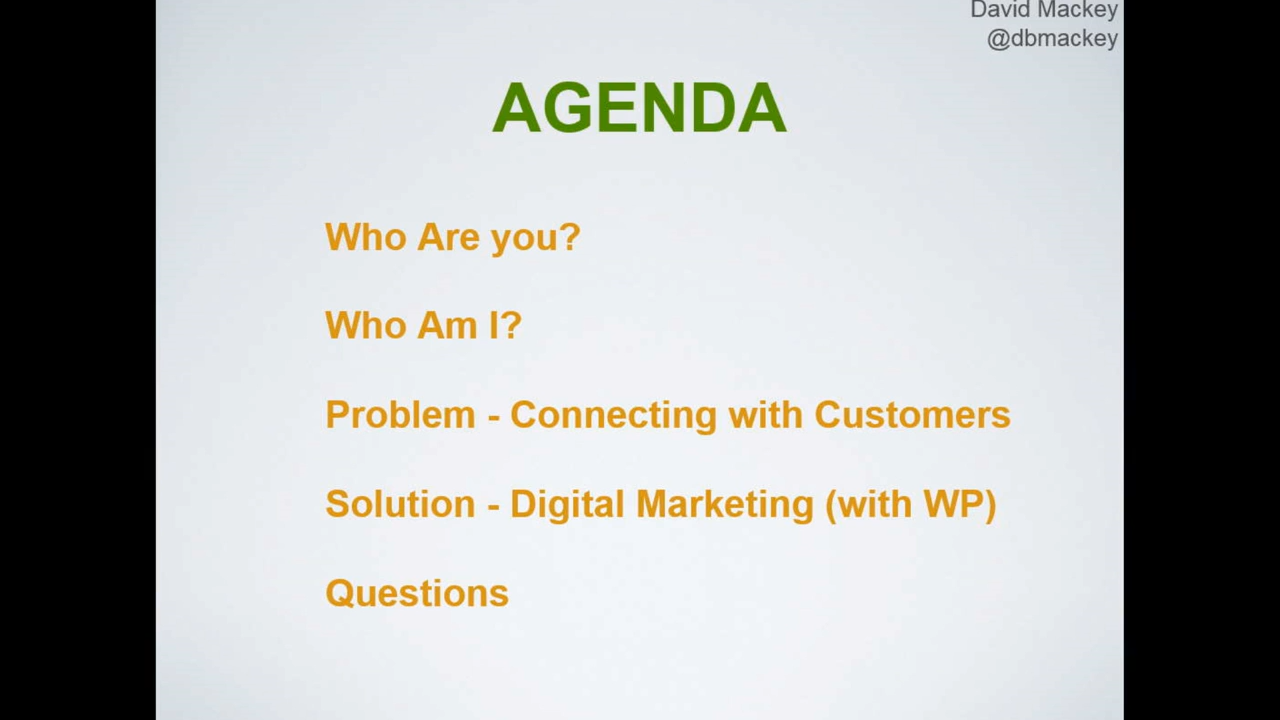 David Mackey
@dbmackey
AGENDA
Who Are you?
Who Am I?
Problem - Connecting with Customers
Solution - Digital Marketing (with WP)
Questions